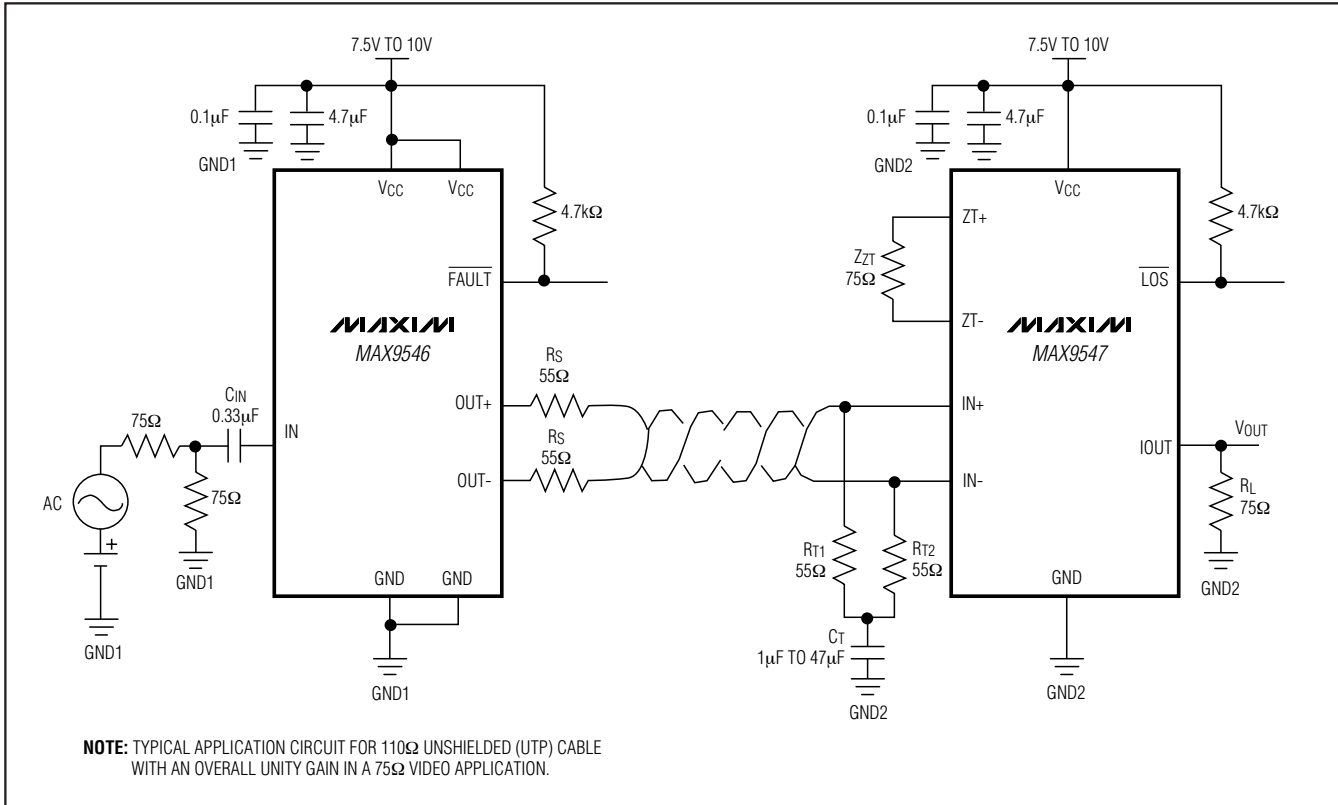 7.5V TO 10V
7.5V TO 10V
0.1μF
4.7μF
GND1
VCC
VCC
4.7kΩ
FAULT
MAXIM
MAX9546
IN
OUT+
OUT-
GND
GND
GND1
75Ω
CIN
0.33μF
75Ω
AC
GND1
GND1
RS
55Ω
RS
55Ω
0.1μF
4.7μF
GND2
VCC
4.7kΩ
ZT+
ZZT
75Ω
ZT-
LOS
MAXIM
MAX9547
IN+
IN-
IOUT
VOUT
RL
75Ω
GND2
RT1
55Ω
RT2
55Ω
CT
1μF TO 47μF
GND2
GND
GND2
NOTE: TYPICAL APPLICATION CIRCUIT FOR 110Ω UNSHIELDED (UTP) CABLE
WITH AN OVERALL UNITY GAIN IN A 75Ω VIDEO APPLICATION.